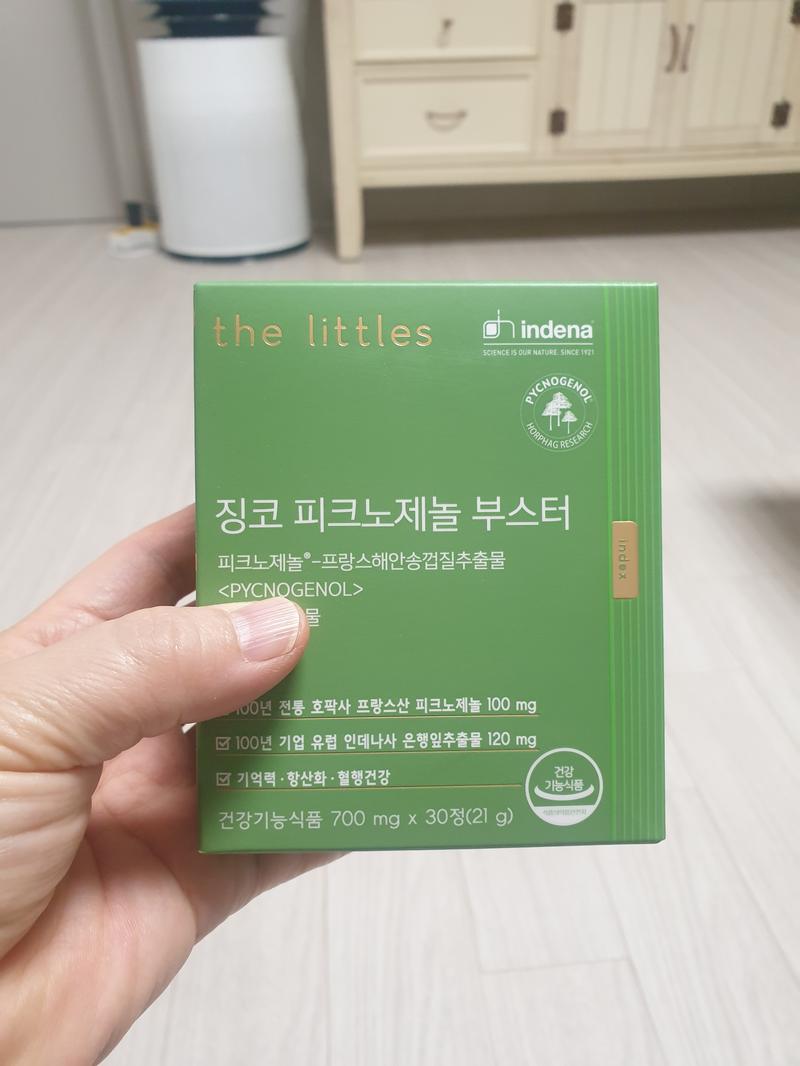 the littles
indena
SCIENCE IS OUR NATURE. SINCE 1921
PYCNOGENOL®
HORPHAG RESEARCH
징코 피크노제놀 부스터
피크노제놀®-프랑스해안송껍질추출물
<PYCNOGENOL>
물
index
100년 전통 호팍사 프랑스산 피크노제놀 100 mg
100년 기업 유럽 인데나사 은행잎추출물 120 mg
기억력·항산화·혈행건강
건강
기능식품
건강기능식품 700 mg x 30정(21 g)